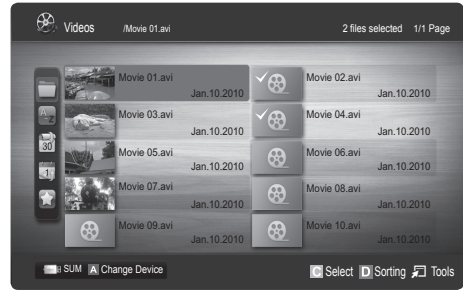 Videos /Movie 01.avi 2 files selected 1/1 Page
Movie 01.avi Movie 02.avi
Jan.10.2010 Jan.10.2010
Movie 03.avi Movie 04.avi
Jan.10.2010 Jan.10.2010
Movie 05.avi Movie 06.avi
Jan.10.2010 Jan.10.2010
Movie 07.avi Movie 08.avi
Jan.10.2010 Jan.10.2010
Movie 09.avi Movie 10.avi
Jan.10.2010 Jan.10.2010
A Z
30
1
SUM A Change Device C Select D Sorting Tools